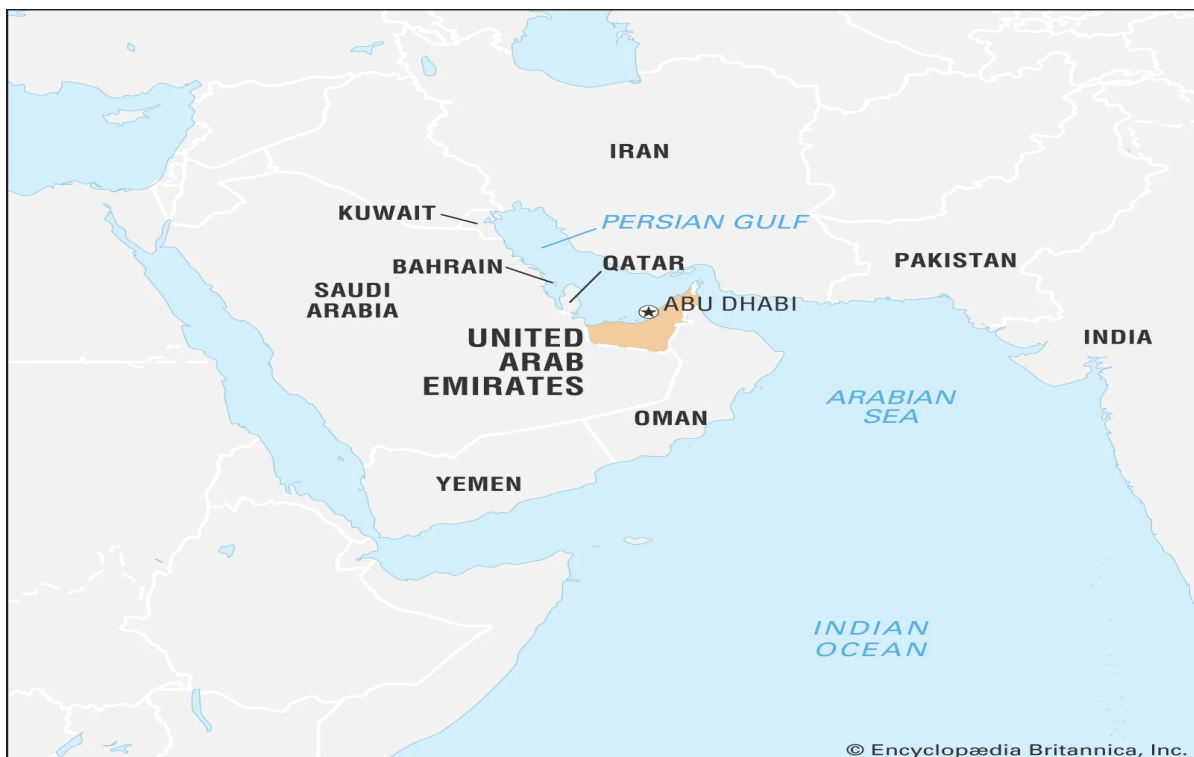 IRAN
KUWAIT
PERSIAN GULF
BAHRAIN
QATAR
PAKISTAN
SAUDI
ARABIA
ABU DHABI
UNITED
ARAB
EMIRATES
INDIA
ARABIAN
SEA
OMAN
YEMEN
INDIAN
OCEAN
© Encyclopædia Britannica, Inc.